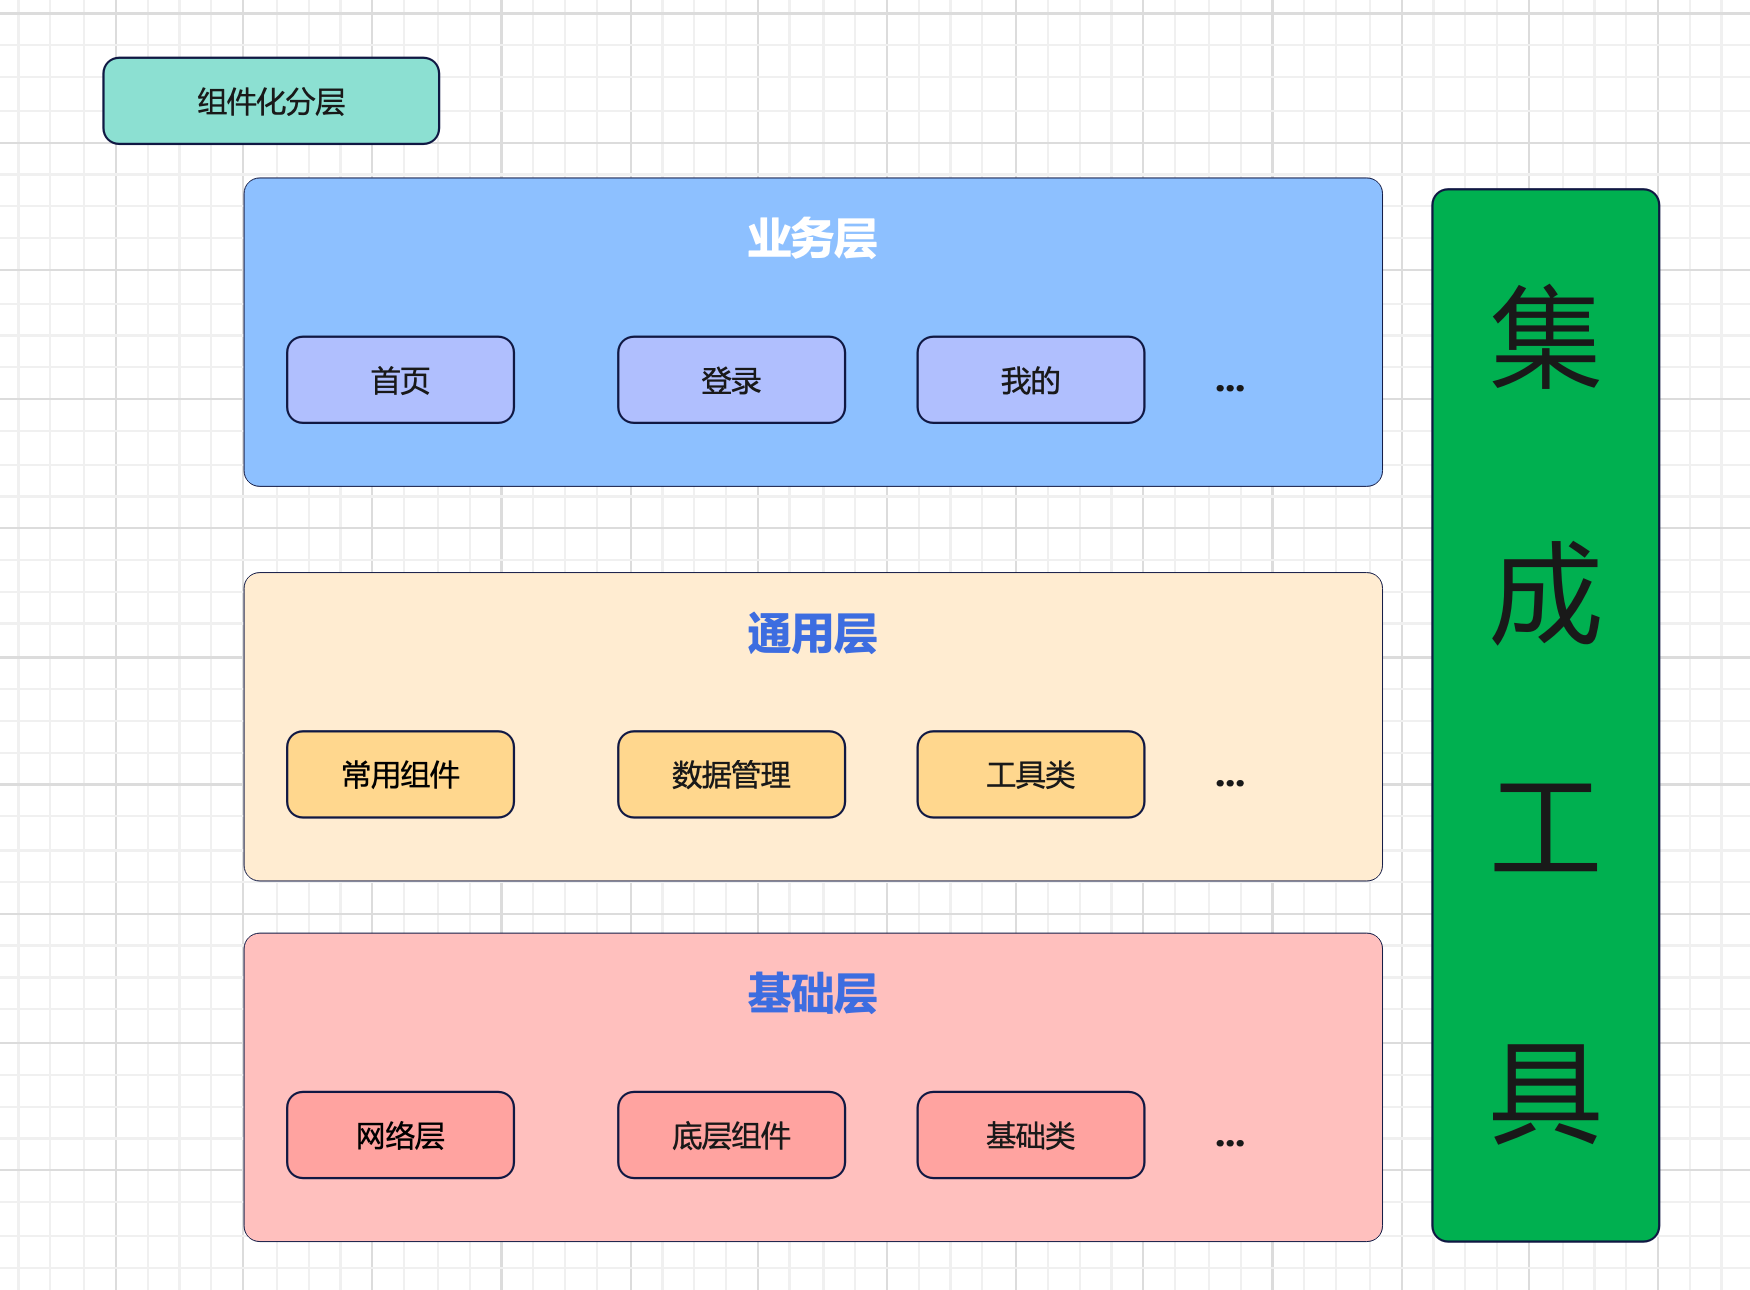 组件化分层
业务层
首页
登录
我的
...
通用层
常用组件
数据管理
工具类
...
基础层
网络层
底层组件
基础类
...
集
成
工
具